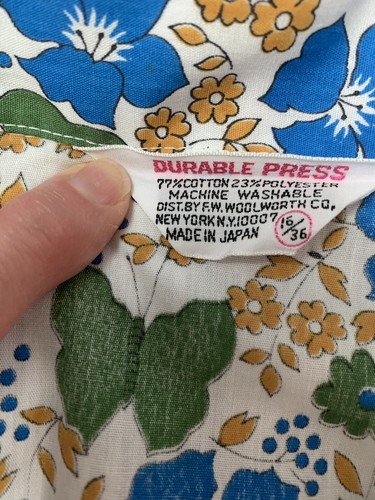 DURABLE PRESS
77%COTTON 23%POLYESTER
MACHINE WASHABLE
DIST.BY F.W. WOOLWORTH CO.,
NEW YORK N.Y. 10007
MADE IN JAPAN
16/36